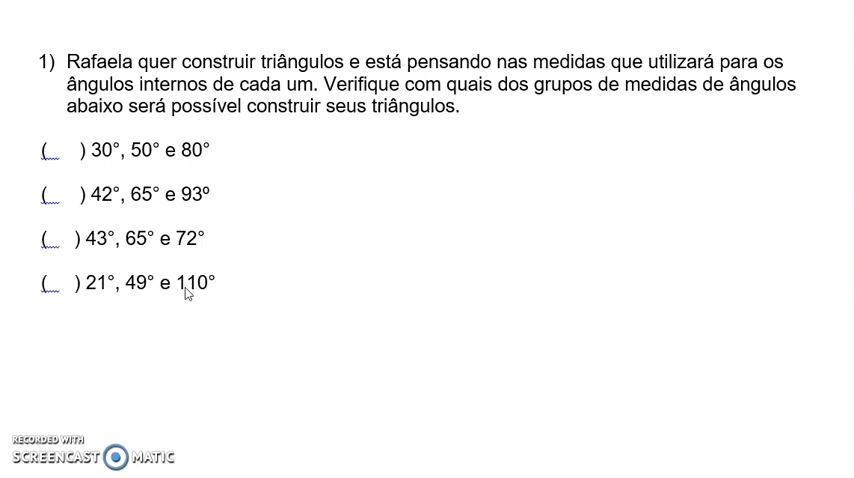 1) Rafaela quer construir triângulos e está pensando nas medidas que utilizará para os
ângulos internos de cada um. Verifique com quais dos grupos de medidas de ângulos
abaixo será possível construir seus triângulos.
( ) 30°, 50° e 80°
( ) 42°, 65° e 93º
( ) 43°, 65° e 72°
( ) 21°, 49° e 110°
RECORDED WITH
SCREENCAST MATIC